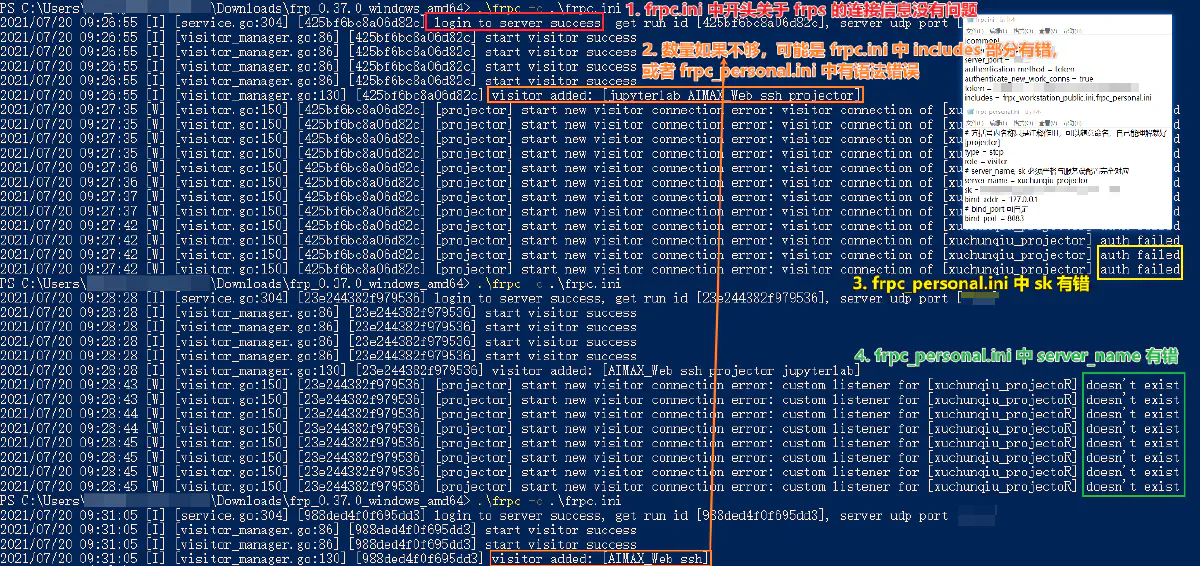 PS C:\Users\ \Downloads\frp_0.37.0_windows_amd64> .\frpc -c .\frpc.ini
1. frpc.ini 中开头关于 frps 的连接信息没有问题
2021/07/20 09:26:55 [I] [service.go:304] [425bf6bc8a06d82c] login to server success, get run id [425bf6bc8a06d82c], server udp port
2021/07/20 09:26:55 [I] [visitor_manager.go:86] [425bf6bc8a06d82c] start visitor success
2021/07/20 09:26:55 [I] [visitor_manager.go:86] [425bf6bc8a06d82c] start visitor success
2. 数量如果不够，可能是 frpc.ini 中 includes 部分有错，
或者 frpc_personal.ini 中有语法错误
2021/07/20 09:26:55 [I] [visitor_manager.go:86] [425bf6bc8a06d82c] start visitor success
2021/07/20 09:26:55 [I] [visitor_manager.go:86] [425bf6bc8a06d82c] start visitor success
2021/07/20 09:26:55 [I] [visitor_manager.go:130] [425bf6bc8a06d82c] visitor added: [jupyterlab AIMAX_Web ssh projector]
server_port =
authentication_method = token
authenticate_new_work_conns = true
token =
includes = frpc_workstation_public.ini,frpc_personal.ini
[projector]
type = stcp
role = visitor
server_name = xuchunqiu_projector
sk =
bind_addr = 127.0.0.1
# bind_port 可自定
bind_port = 8083
2021/07/20 09:27:35 [W] [visitor.go:150] [425bf6bc8a06d82c] [projector] start new visitor connection error: visitor connection of [xuc
2021/07/20 09:27:35 [W] [visitor.go:150] [425bf6bc8a06d82c] [projector] start new visitor connection error: visitor connection of [xuc
2021/07/20 09:27:35 [W] [visitor.go:150] [425bf6bc8a06d82c] [projector] start new visitor connection error: visitor connection of [xuc
2021/07/20 09:27:35 [W] [visitor.go:150] [425bf6bc8a06d82c] [projector] start new visitor connection error: visitor connection of [xuc
2021/07/20 09:27:35 [W] [visitor.go:150] [425bf6bc8a06d82c] [projector] start new visitor connection error: visitor connection of [xuc
2021/07/20 09:27:37 [W] [visitor.go:150] [425bf6bc8a06d82c] [projector] start new visitor connection error: visitor connection of [xuc
2021/07/20 09:27:37 [W] [visitor.go:150] [425bf6bc8a06d82c] [projector] start new visitor connection error: visitor connection of [xuc
2021/07/20 09:27:37 [W] [visitor.go:150] [425bf6bc8a06d82c] [projector] start new visitor connection error: visitor connection of [xuc
2021/07/20 09:27:42 [W] [visitor.go:150] [425bf6bc8a06d82c] [projector] start new visitor connection error: visitor connection of [xuc
2021/07/20 09:27:42 [W] [visitor.go:150] [425bf6bc8a06d82c] [projector] start new visitor connection error: visitor connection of [xuchunqiu_projector] auth failed
2021/07/20 09:27:42 [W] [visitor.go:150] [425bf6bc8a06d82c] [projector] start new visitor connection error: visitor connection of [xuchunqiu_projector] auth failed
2021/07/20 09:27:42 [W] [visitor.go:150] [425bf6bc8a06d82c] [projector] start new visitor connection error: visitor connection of [xuchunqiu_projector] auth failed
PS C:\Users\ \Downloads\frp_0.37.0_windows_amd64> .\frpc -c .\frpc.ini
3. frpc_personal.ini 中 sk 有错
2021/07/20 09:28:28 [I] [service.go:304] [23e244382f979536] login to server success, get run id [23e244382f979536], server udp port
2021/07/20 09:28:28 [I] [visitor_manager.go:86] [23e244382f979536] start visitor success
2021/07/20 09:28:28 [I] [visitor_manager.go:86] [23e244382f979536] start visitor success
2021/07/20 09:28:28 [I] [visitor_manager.go:86] [23e244382f979536] start visitor success
2021/07/20 09:28:28 [I] [visitor_manager.go:86] [23e244382f979536] start visitor success
4. frpc_personal.ini 中 server_name 有错
2021/07/20 09:28:28 [I] [visitor_manager.go:130] [23e244382f979536] visitor added: [AIMAX_Web ssh projector jupyterlab]
2021/07/20 09:28:43 [W] [visitor.go:150] [23e244382f979536] [projector] start new visitor connection error: custom listener for [xuchunqiu_projectoR] doesn't exist
2021/07/20 09:28:43 [W] [visitor.go:150] [23e244382f979536] [projector] start new visitor connection error: custom listener for [xuchunqiu_projectoR] doesn't exist
2021/07/20 09:28:44 [W] [visitor.go:150] [23e244382f979536] [projector] start new visitor connection error: custom listener for [xuchunqiu_projectoR] doesn't exist
2021/07/20 09:28:44 [W] [visitor.go:150] [23e244382f979536] [projector] start new visitor connection error: custom listener for [xuchunqiu_projectoR] doesn't exist
2021/07/20 09:28:45 [W] [visitor.go:150] [23e244382f979536] [projector] start new visitor connection error: custom listener for [xuchunqiu_projectoR] doesn't exist
2021/07/20 09:28:45 [W] [visitor.go:150] [23e244382f979536] [projector] start new visitor connection error: custom listener for [xuchunqiu_projectoR] doesn't exist
2021/07/20 09:28:45 [W] [visitor.go:150] [23e244382f979536] [projector] start new visitor connection error: custom listener for [xuchunqiu_projectoR] doesn't exist
2021/07/20 09:28:45 [W] [visitor.go:150] [23e244382f979536] [projector] start new visitor connection error: custom listener for [xuchunqiu_projectoR] doesn't exist
PS C:\Users\ \Downloads\frp_0.37.0_windows_amd64> .\frpc -c .\frpc.ini
2021/07/20 09:31:05 [I] [service.go:304] [988ded4f0f695dd3] login to server success, get run id [988ded4f0f695dd3], server udp port
2021/07/20 09:31:05 [I] [visitor_manager.go:86] [988ded4f0f695dd3] start visitor success
2021/07/20 09:31:05 [I] [visitor_manager.go:86] [988ded4f0f695dd3] start visitor success
2021/07/20 09:31:05 [I] [visitor_manager.go:130] [988ded4f0f695dd3] visitor added: [AIMAX_Web ssh]